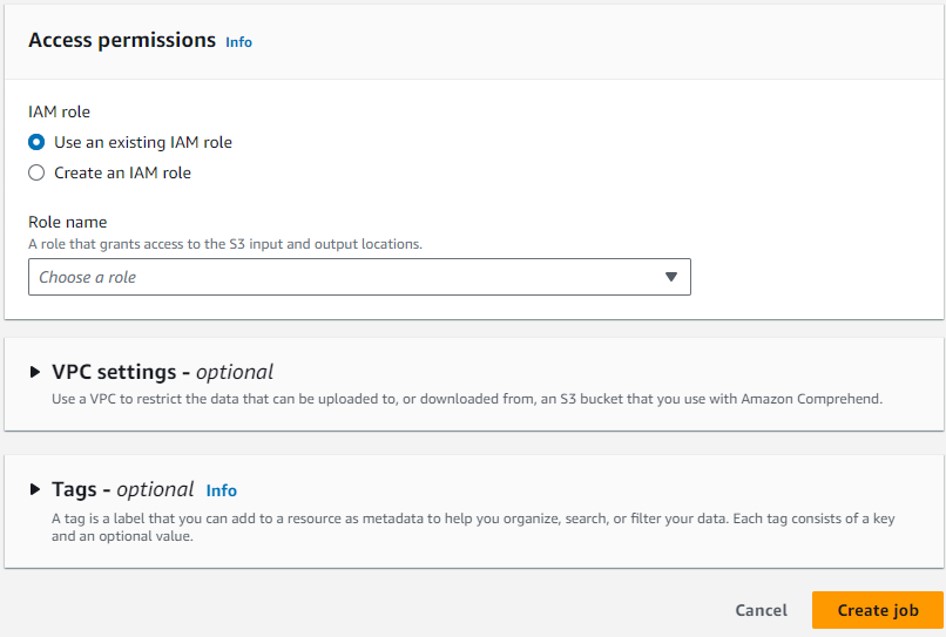 Access permissions Info
IAM role
Use an existing IAM role
Create an IAM role
Role name
A role that grants access to the S3 input and output locations.
Choose a role
VPC settings - optional
Use a VPC to restrict the data that can be uploaded to, or downloaded from, an S3 bucket that you use with Amazon Comprehend.
Tags - optional Info
A tag is a label that you can add to a resource as metadata to help you organize, search, or filter your data. Each tag consists of a key
and an optional value.
Cancel Create job